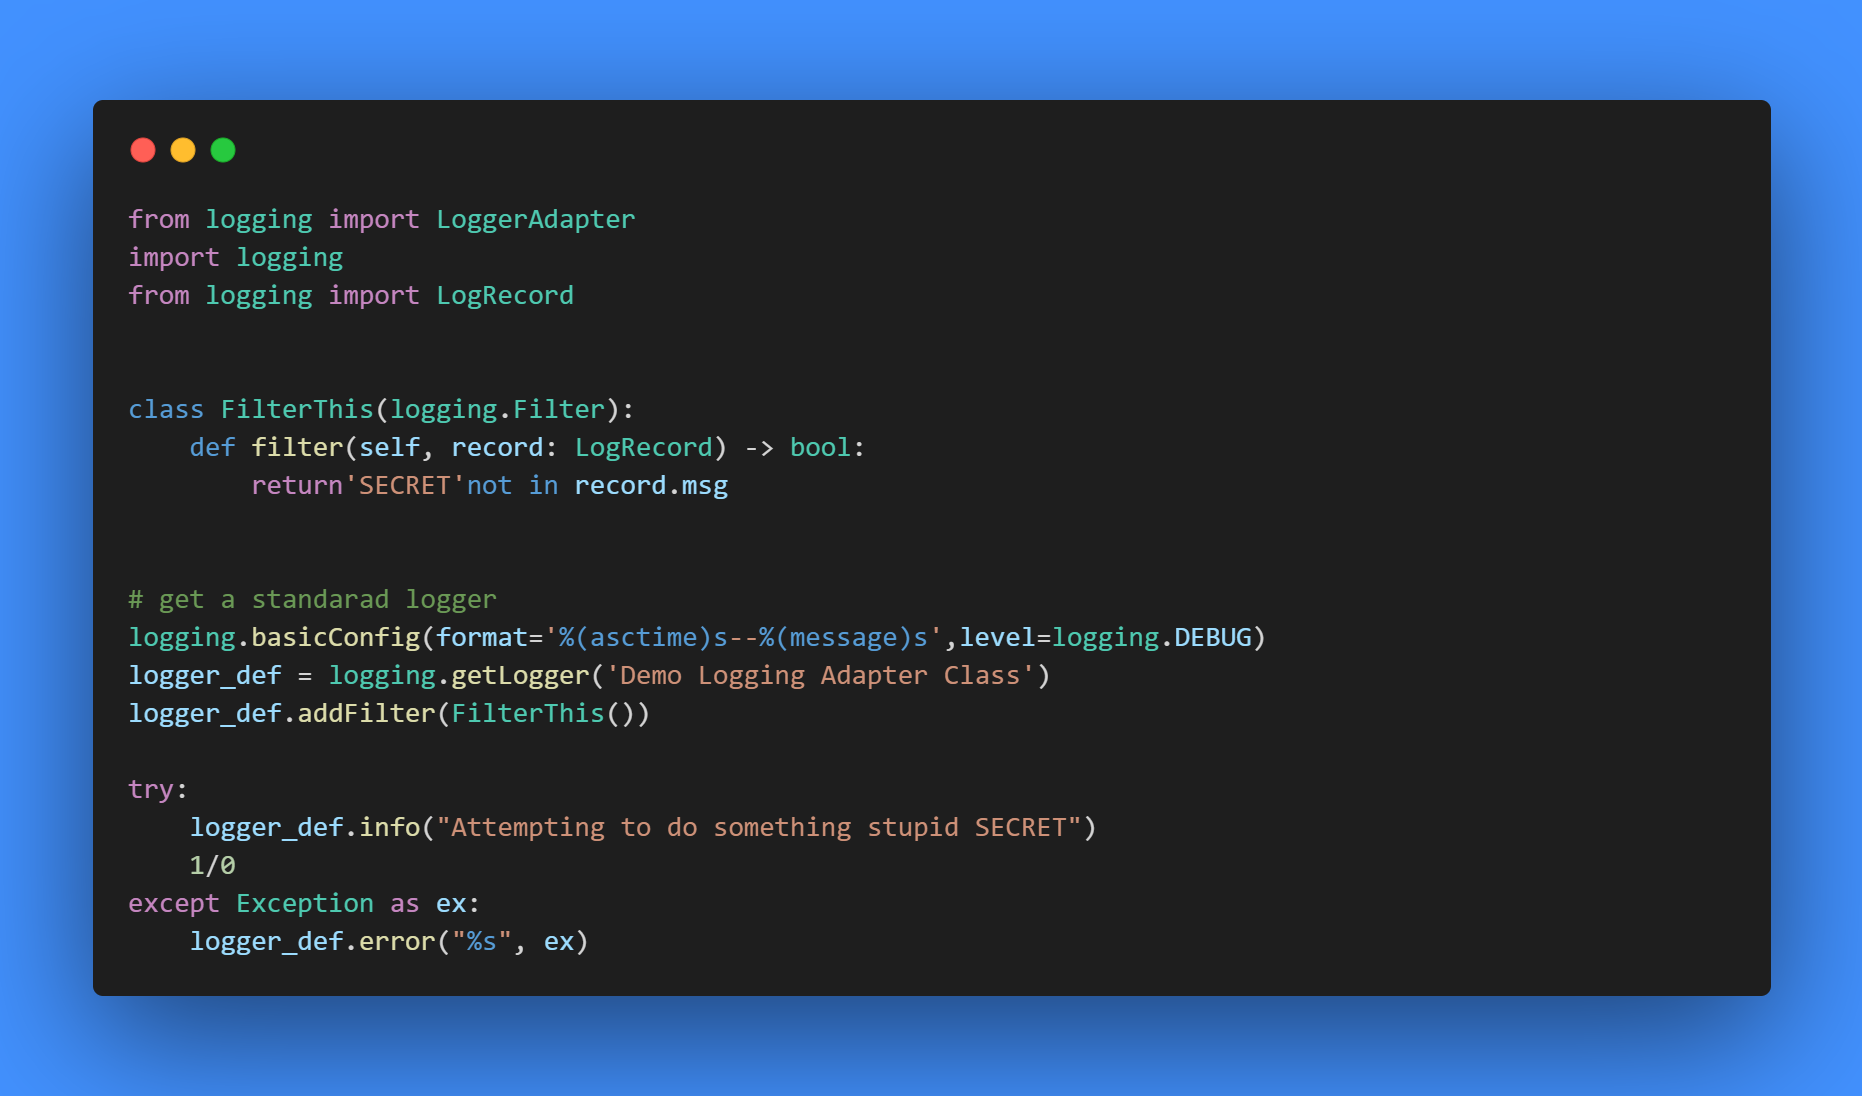 from logging import LoggerAdapter
import logging
from logging import LogRecord
class FilterThis(logging.Filter):
    def filter(self, record: LogRecord) -> bool:
        return'SECRET'not in record.msg
# get a standarad logger
logging.basicConfig(format='%(asctime)s--%(message)s',level=logging.DEBUG)
logger_def = logging.getLogger('Demo Logging Adapter Class')
logger_def.addFilter(FilterThis())
try:
    logger_def.info("Attempting to do something stupid SECRET")
    1/0
except Exception as ex:
    logger_def.error("%s", ex)